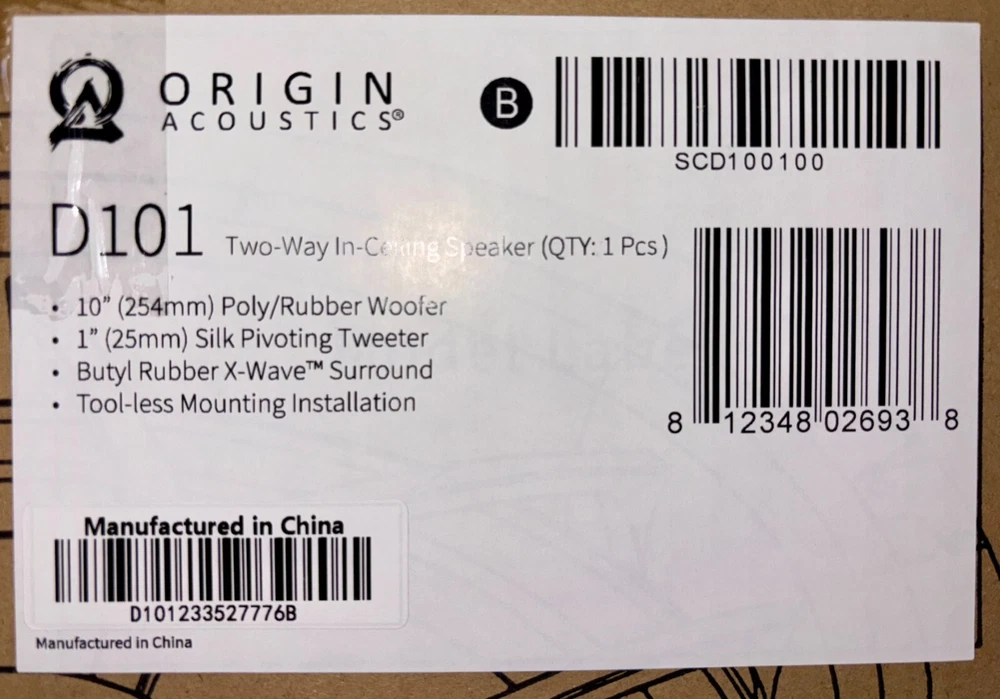 ORIGIN
ACOUSTICS®
B
SCD100100
D101 Two-Way In-Ceiling Speaker (QTY: 1 Pcs)
• 10” (254mm) Poly/Rubber Woofer
• 1” (25mm) Silk Pivoting Tweeter
• Butyl Rubber X-Wave™ Surround
• Tool-less Mounting Installation
8 12348 02693 8
Manufactured in China
D101233527776B
Manufactured in China